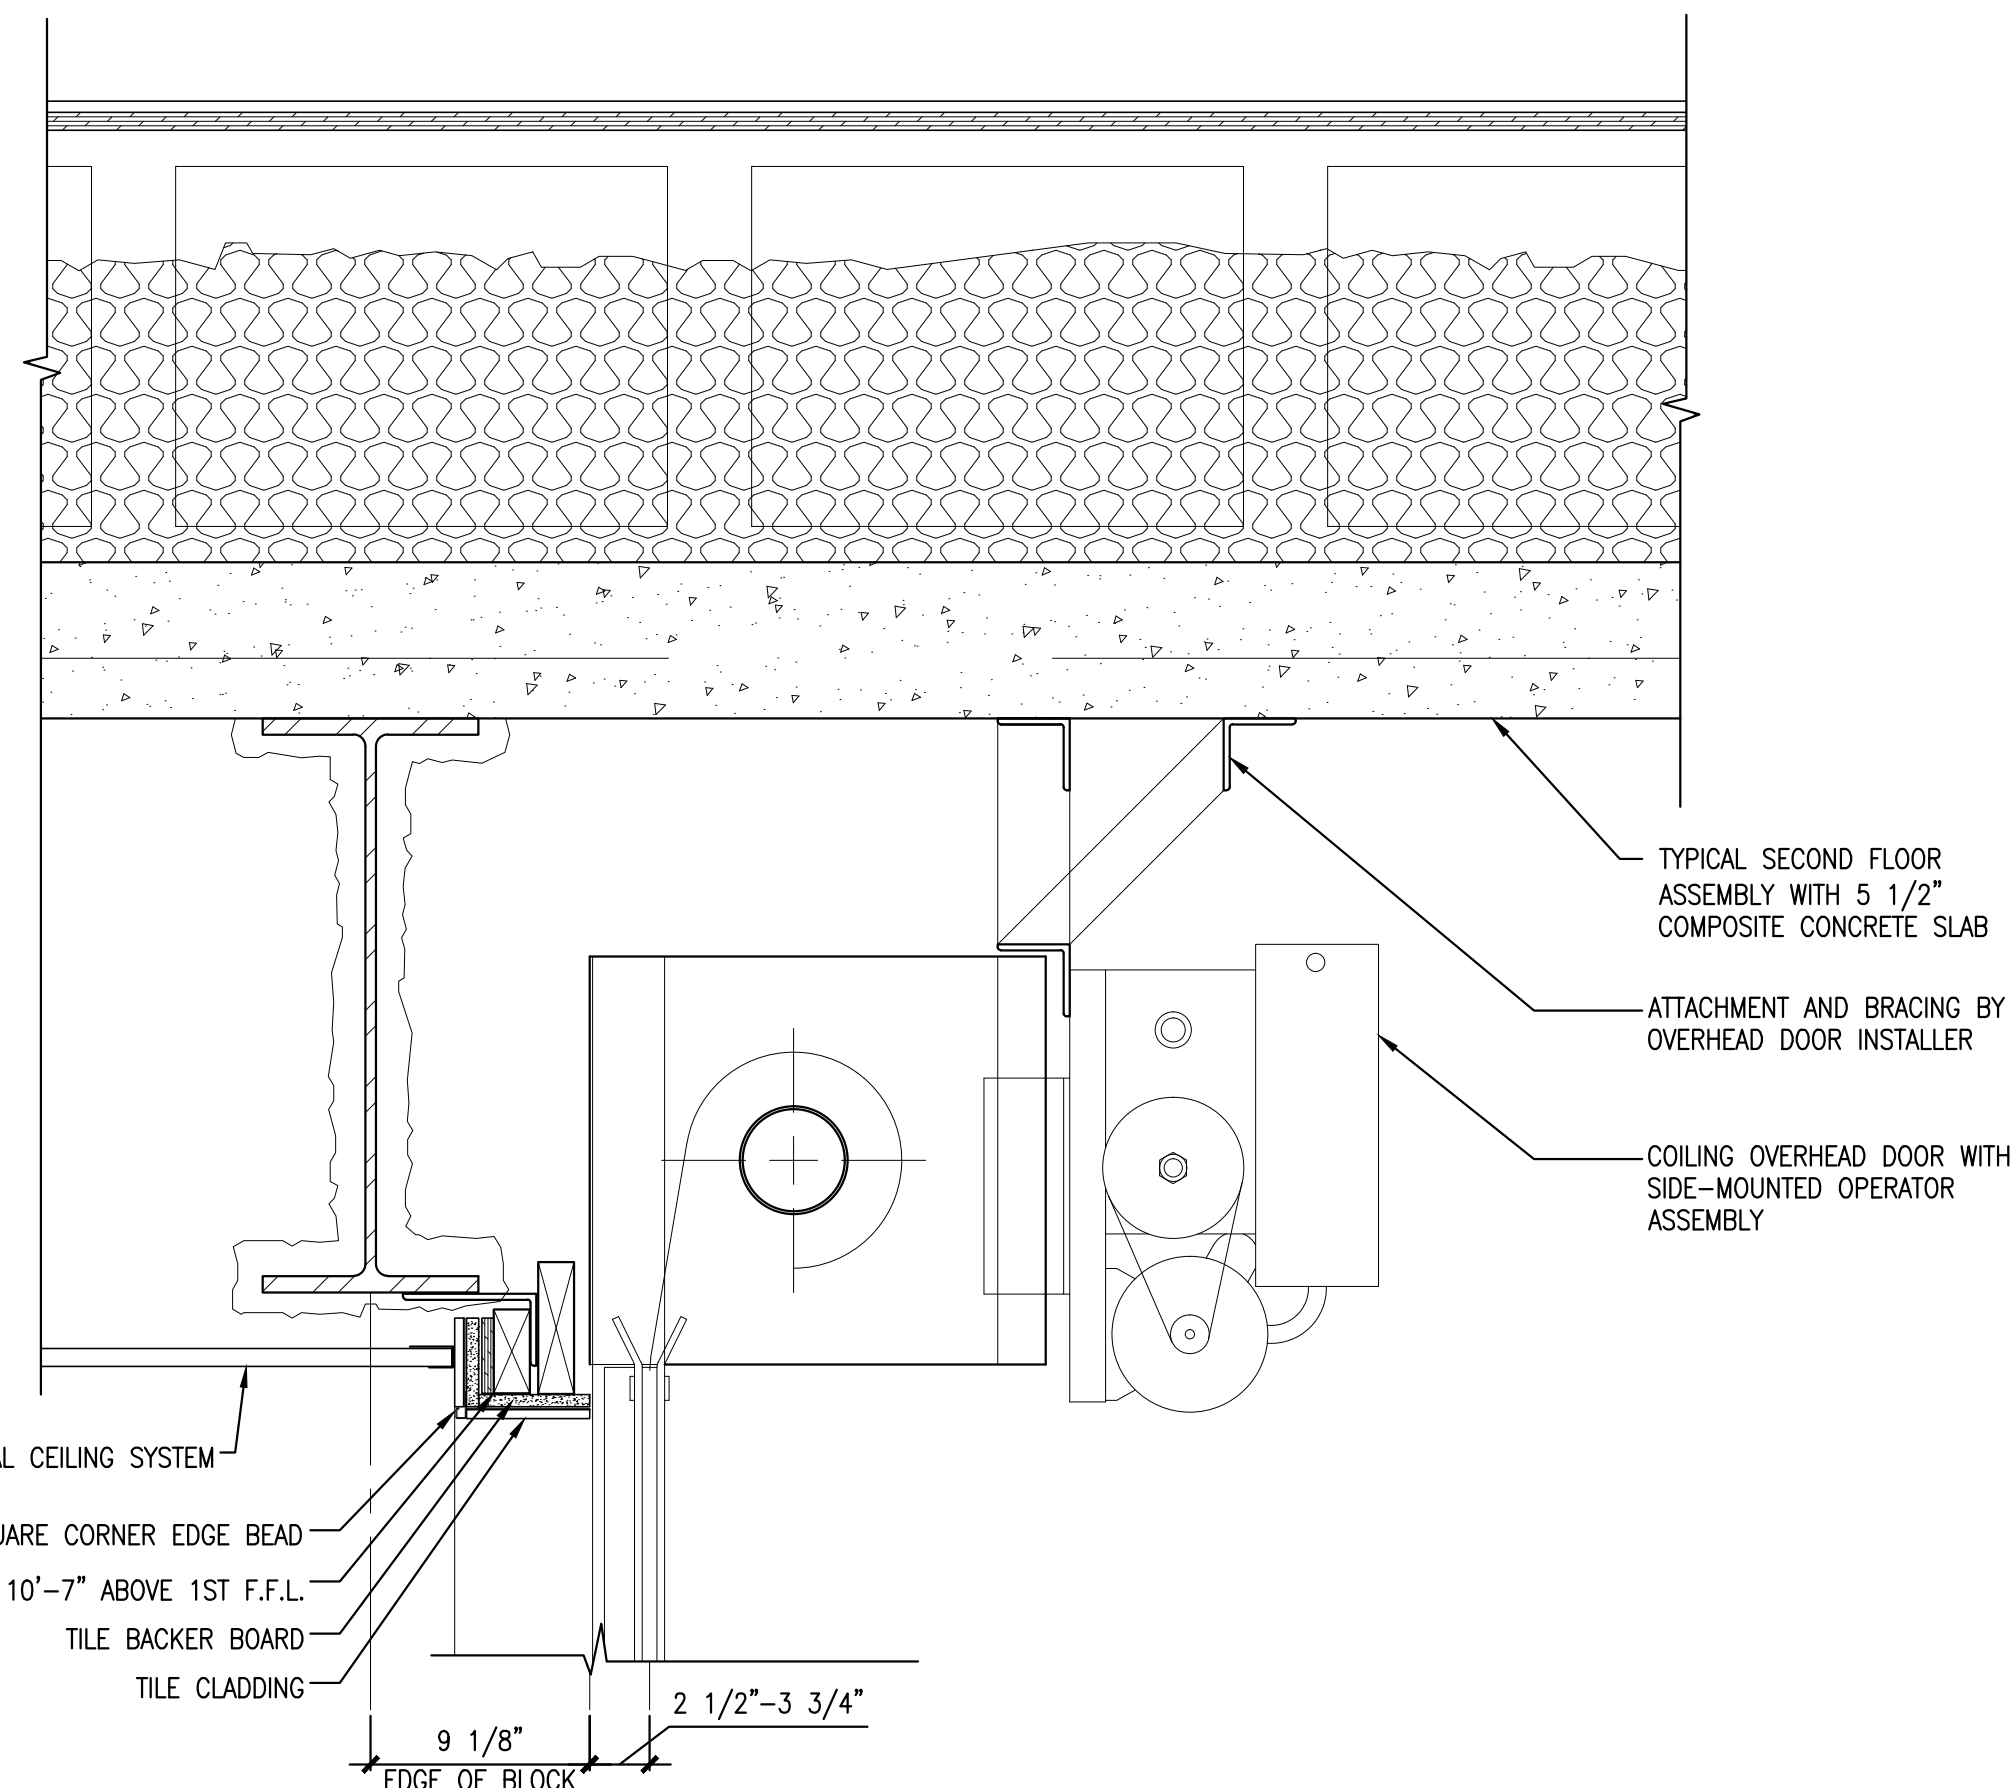 TYPICAL SECOND FLOOR
ASSEMBLY WITH 5 1/2"
COMPOSITE CONCRETE SLAB
ATTACHMENT AND BRACING BY
OVERHEAD DOOR INSTALLER
COILING OVERHEAD DOOR WITH
SIDE-MOUNTED OPERATOR
ASSEMBLY
CEILING SYSTEM
CORNER EDGE BEAD
10'-7" ABOVE 1ST F.F.L.
TILE BACKER BOARD
TILE CLADDING
2 1/2"-3 3/4"
9 1/8"
EDGE OF BLOCK